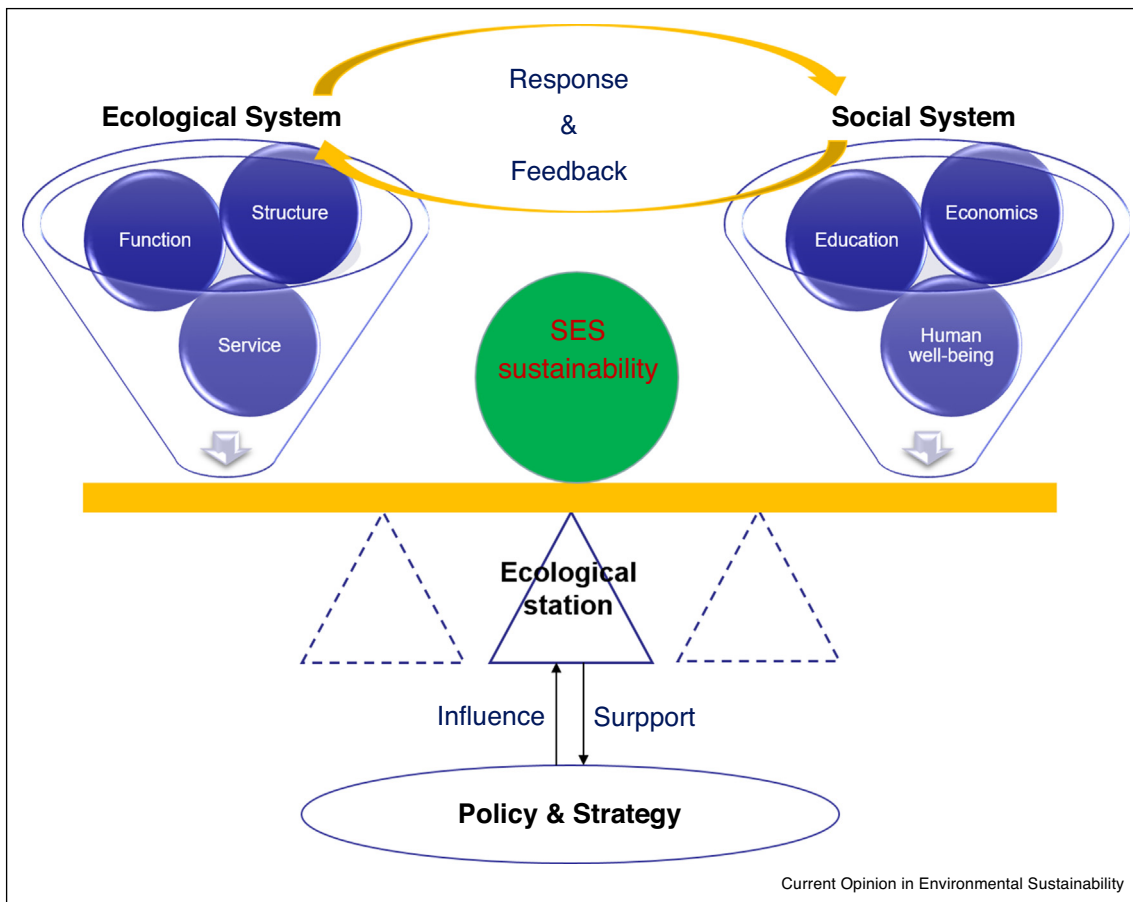 Response
&
Feedback
Ecological System
Social System
Function
Structure
Service
Education
Economics
Human
well-being
SES
sustainability
Ecological
station
Influence
Surpport
Policy & Strategy
Current Opinion in Environmental Sustainability